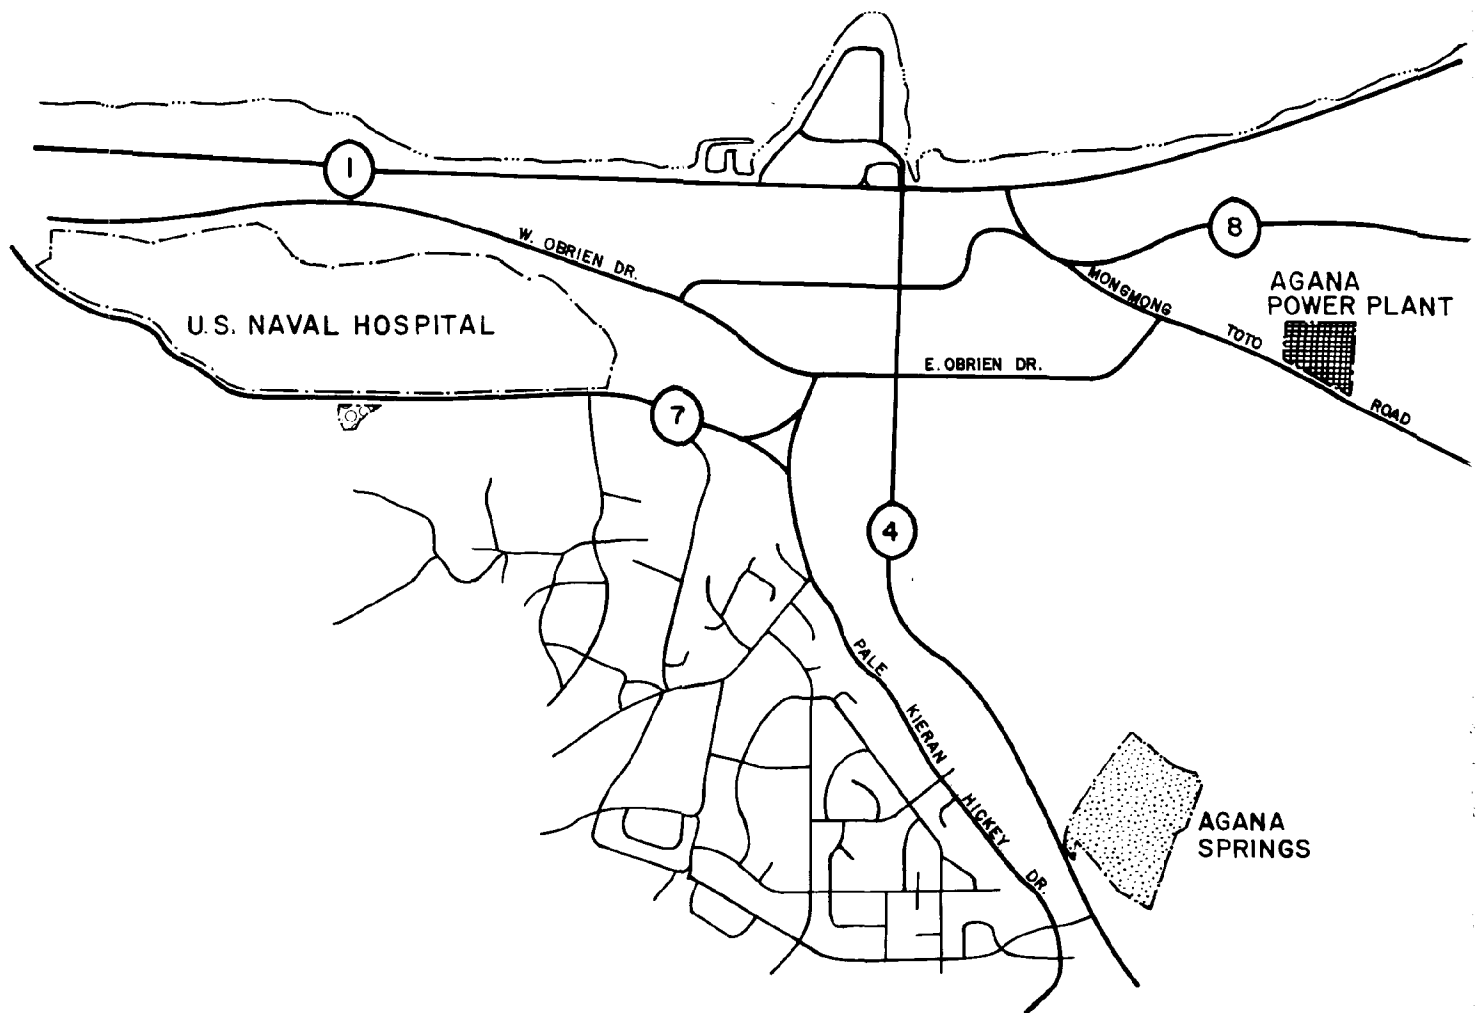 1
8
W. OBRIEN DR.
MONGMONG TOTO ROAD
AGANA
POWER PLANT
U.S. NAVAL HOSPITAL
E. OBRIEN DR.
7
4
PALE KIERAN HICKEY DR.
AGANA
SPRINGS